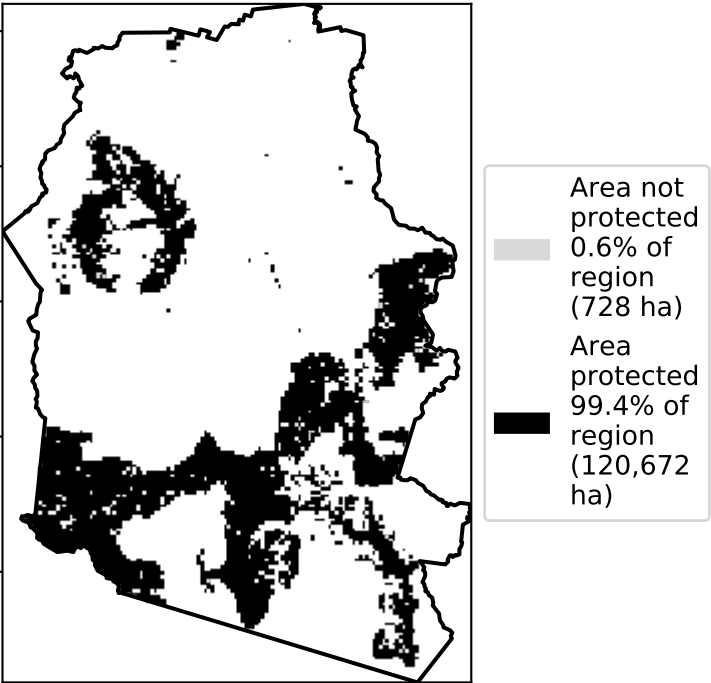 Area not
protected
0.6% of
region
(728 ha)
Area
protected
99.4% of
region
(120,672
ha)